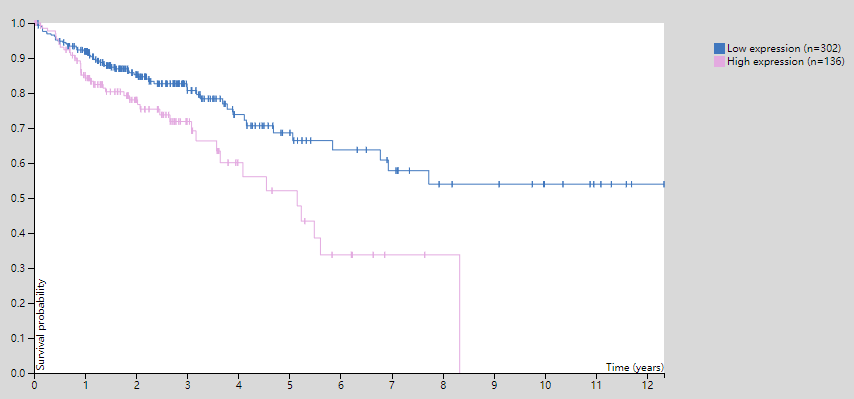 1.0
0.9
0.8
0.7
0.6
0.5
0.4
0.3
0.2
0.1
0.0
Survival probability
0 1 2 3 4 5 6 7 8 9 10 11 12
Time (years)
Low expression (n=302)
High expression (n=136)